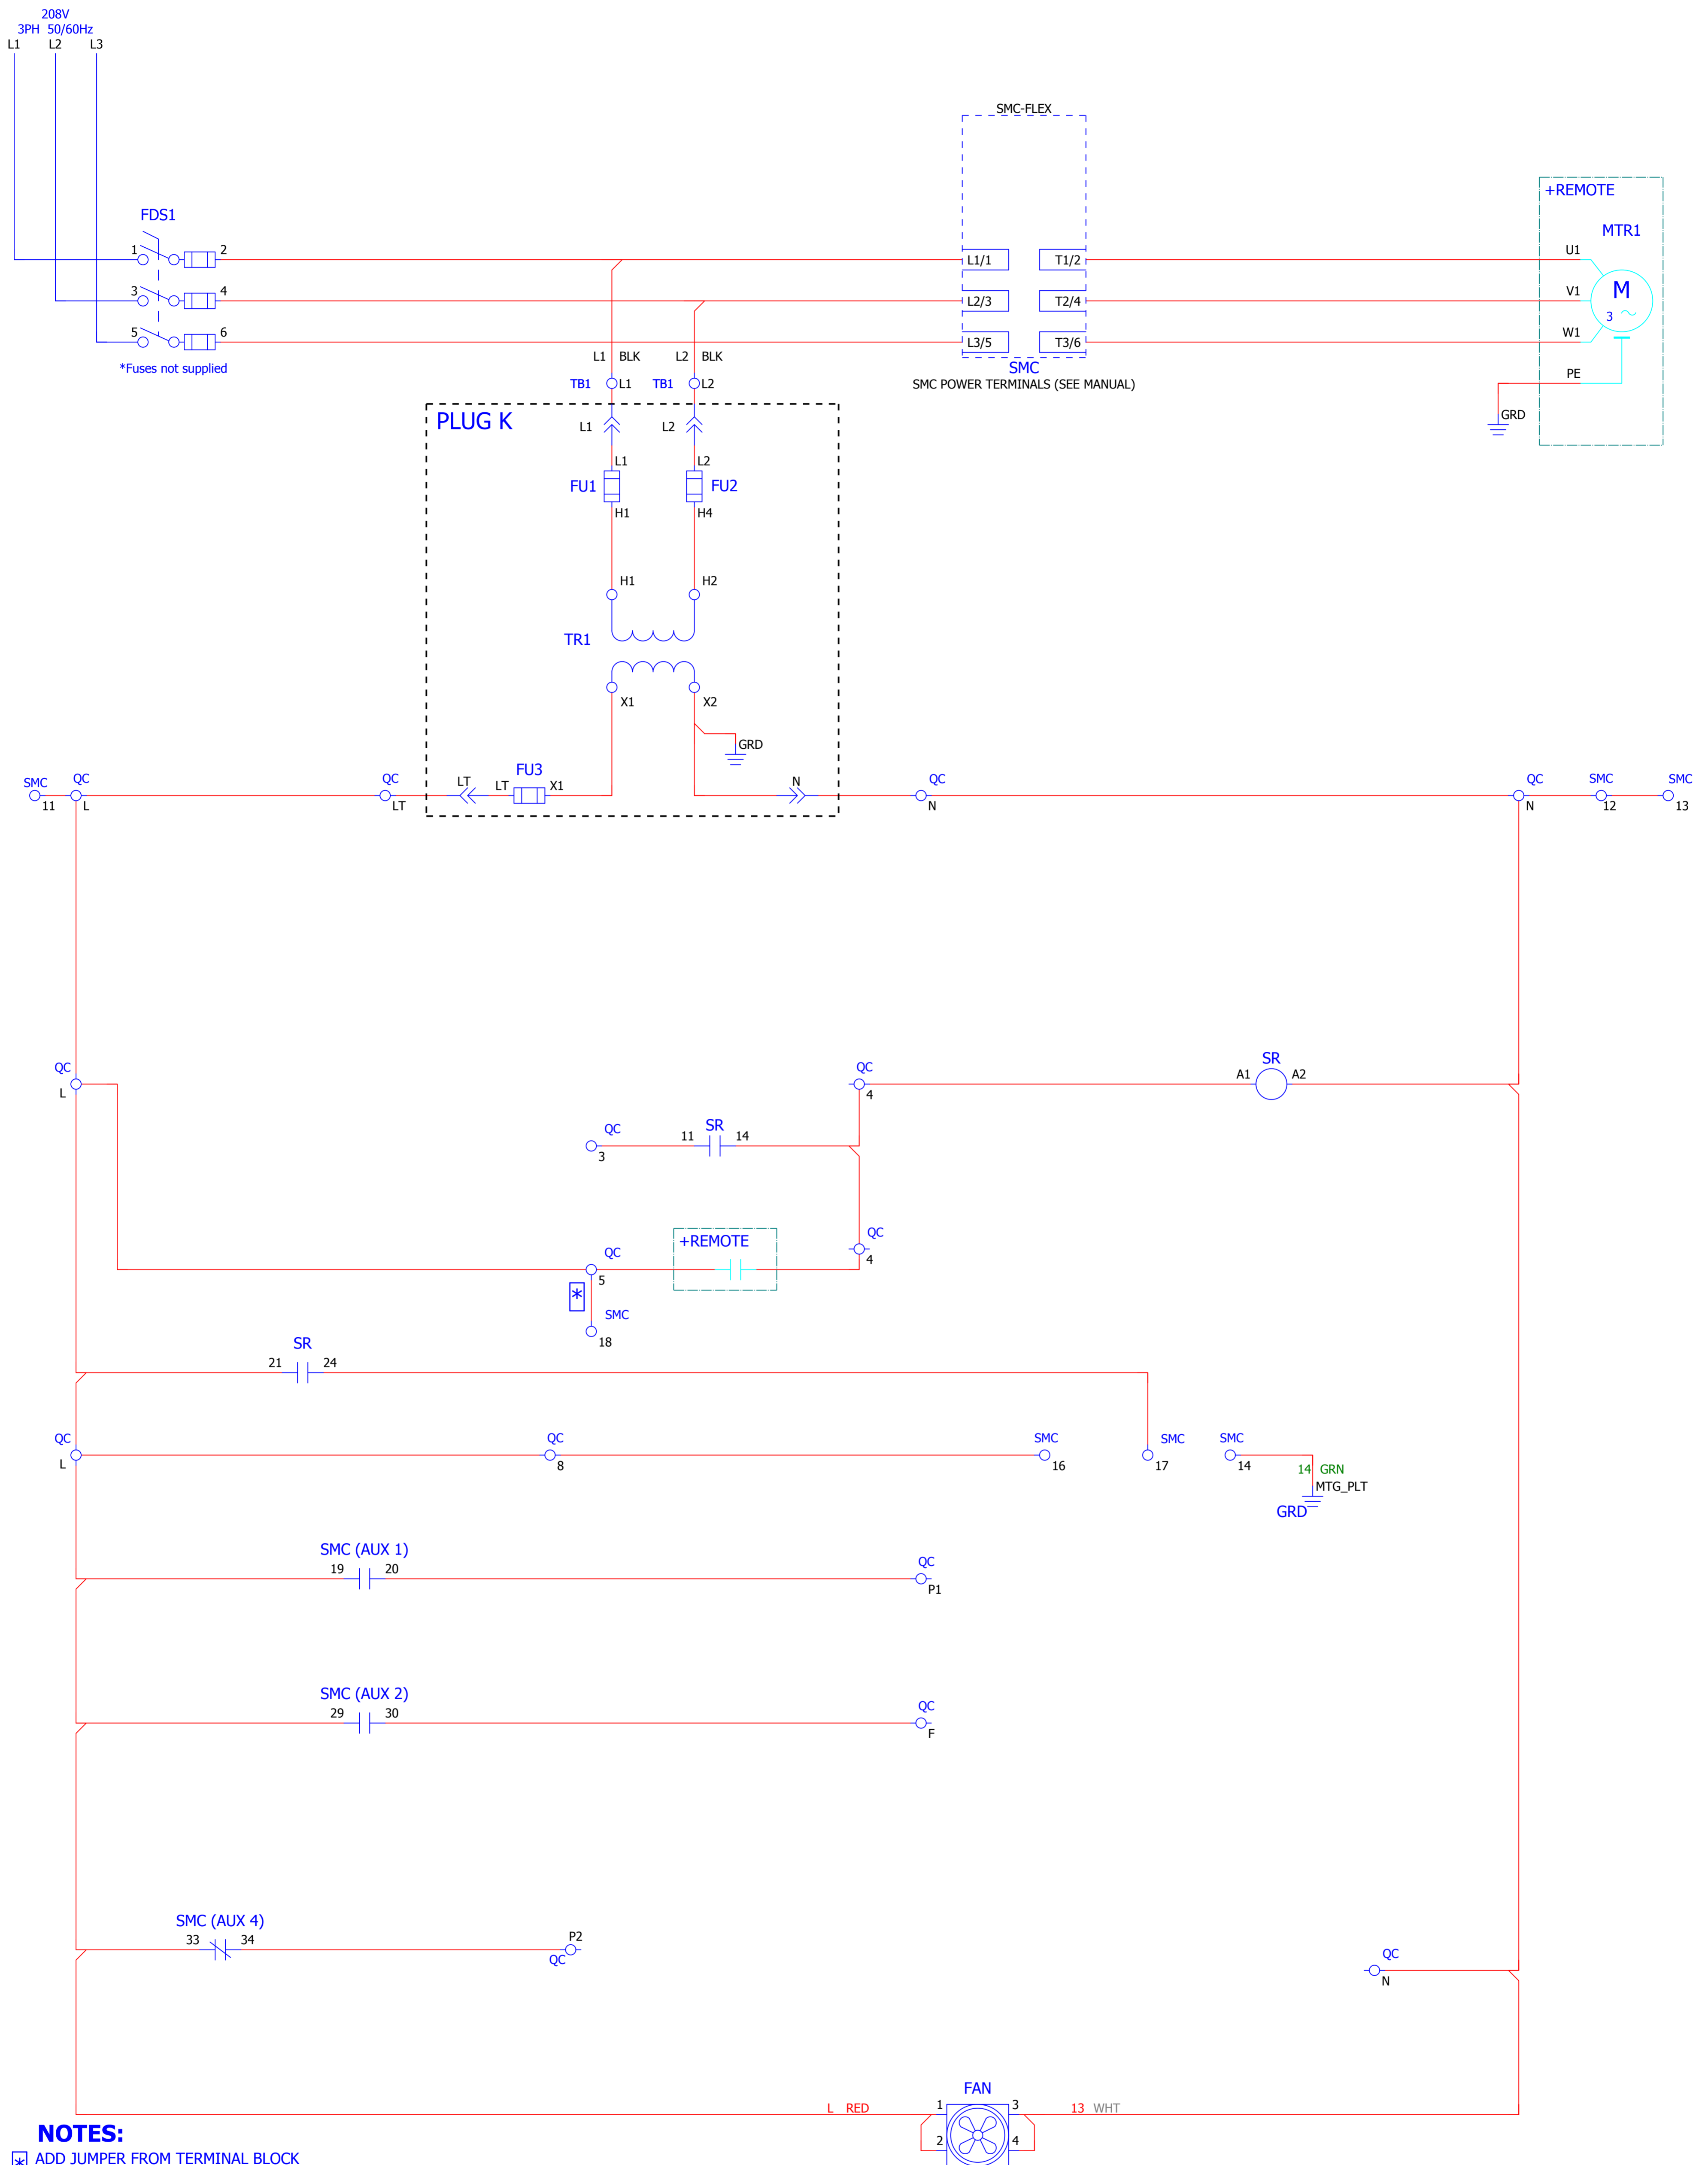 208V
3PH 50/60Hz
L1 L2 L3
SMC-FLEX
+REMOTE
FDS1
MTR1
1 2 L1/1 T1/2 U1
3 4 L2/3 T2/4 V1 M
3
5 6 L3/5 T3/6 W1
*Fuses not supplied
L1 BLK L2 BLK
SMC
PE
TB1 L1 TB1 L2
SMC POWER TERMINALS (SEE MANUAL)
GRD
PLUG K
L1 L2
L1 L2
FU1 FU2
H1 H4
H1 H2
TR1
X1 X2
GRD
FU3
SMC QC QC LT LT X1 N QC QC SMC SMC
11 L LT N N 12 13
QC QC SR
L 4 A1 A2
QC SR
3 11 14
QC
4
+REMOTE
QC
5
*
SMC
18
SR
21 24
QC QC SMC SMC SMC
L 8 16 17 14
14 GRN
MTG_PLT
GRD
SMC (AUX 1)
19 20 QC
P1
SMC (AUX 2)
29 30 QC
F
SMC (AUX 4)
33 34 P2
QC
QC
N
FAN
L RED 1 3 13 WHT
2 4
NOTES:
* ADD JUMPER FROM TERMINAL BLOCK